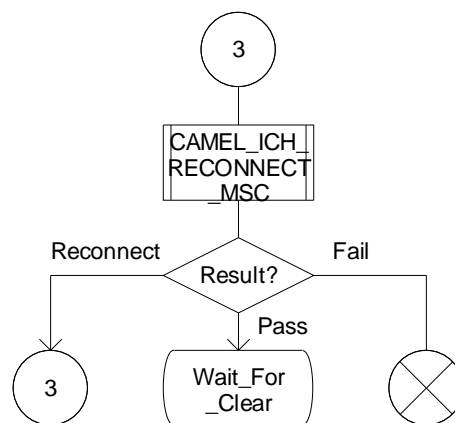 3
CAMEL_ICH_
RECONNECT
_MSC
Reconnect
Result?
Fail
Pass
3
Wait_For
_Clear